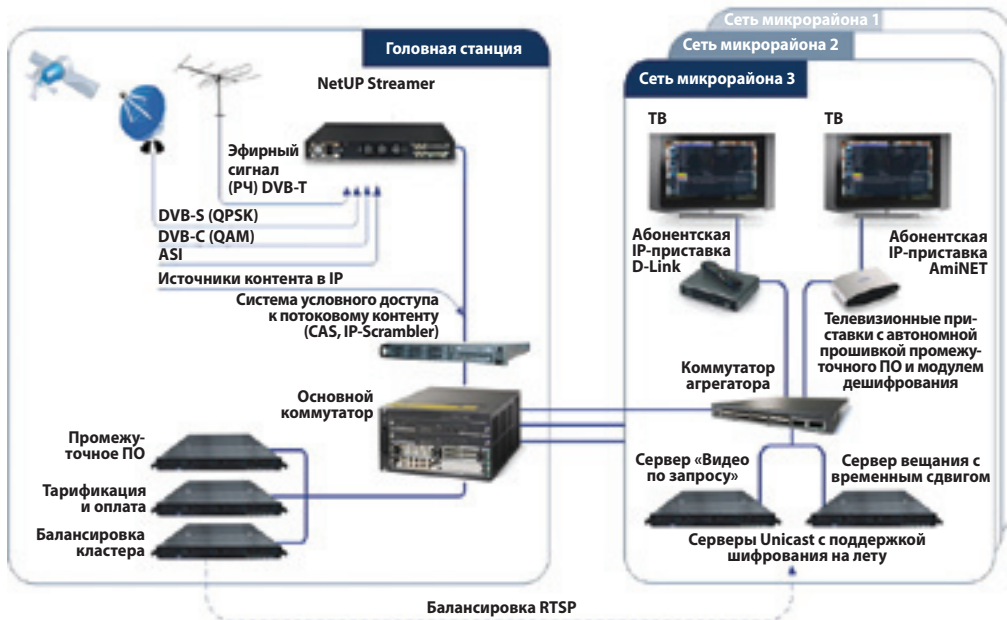 Головная станция
NetUP Streamer
Эфирный
сигнал
(РЧ) DVB-T
DVB-S (QPSK)
DVB-C (QAM)
ASI
Источники контента в IP
Система условного доступа
к потоковому контенту
(CAS, IP-Scrambler)
Основной
коммутатор
Промежу-
точное ПО
Тарификация
и оплата
Балансировка
кластера
Сеть микрорайона 1
Сеть микрорайона 2
Сеть микрорайона 3
ТВ
ТВ
Абонентская
IP-приставка
D-Link
Абонентская
IP-приставка
AmiNET
Телевизионные при-
ставки с автономной
прошивкой промежу-
точного ПО и модулем
дешифрования
Коммутатор
агрегатора
Сервер «Видео
по запросу»
Сервер вещания с
временным сдвигом
Серверы Unicast с поддержкой
шифрования на лету
Балансировка RTSP